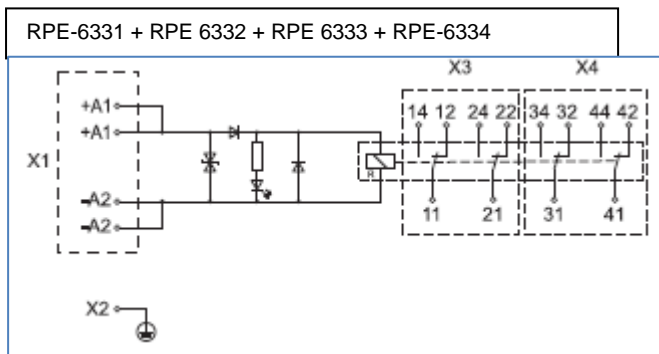 RPE-6331 + RPE 6332 + RPE 6333 + RPE-6334
X3 X4
+A1 14 12 24 22 34 32 44 42
+A1
X1
R
-A2 11 21 31 41
-A2
X2